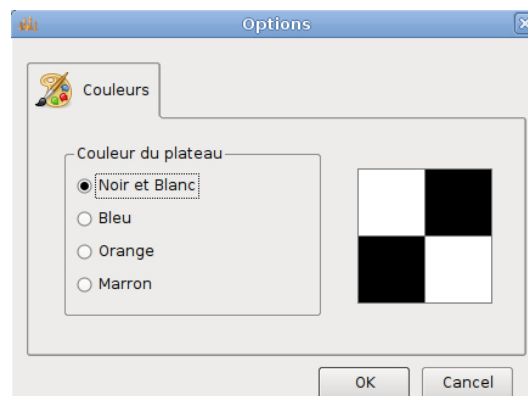 Options
Couleurs
Couleur du plateau
Noir et Blanc
Bleu
Orange
Marron
OK
Cancel